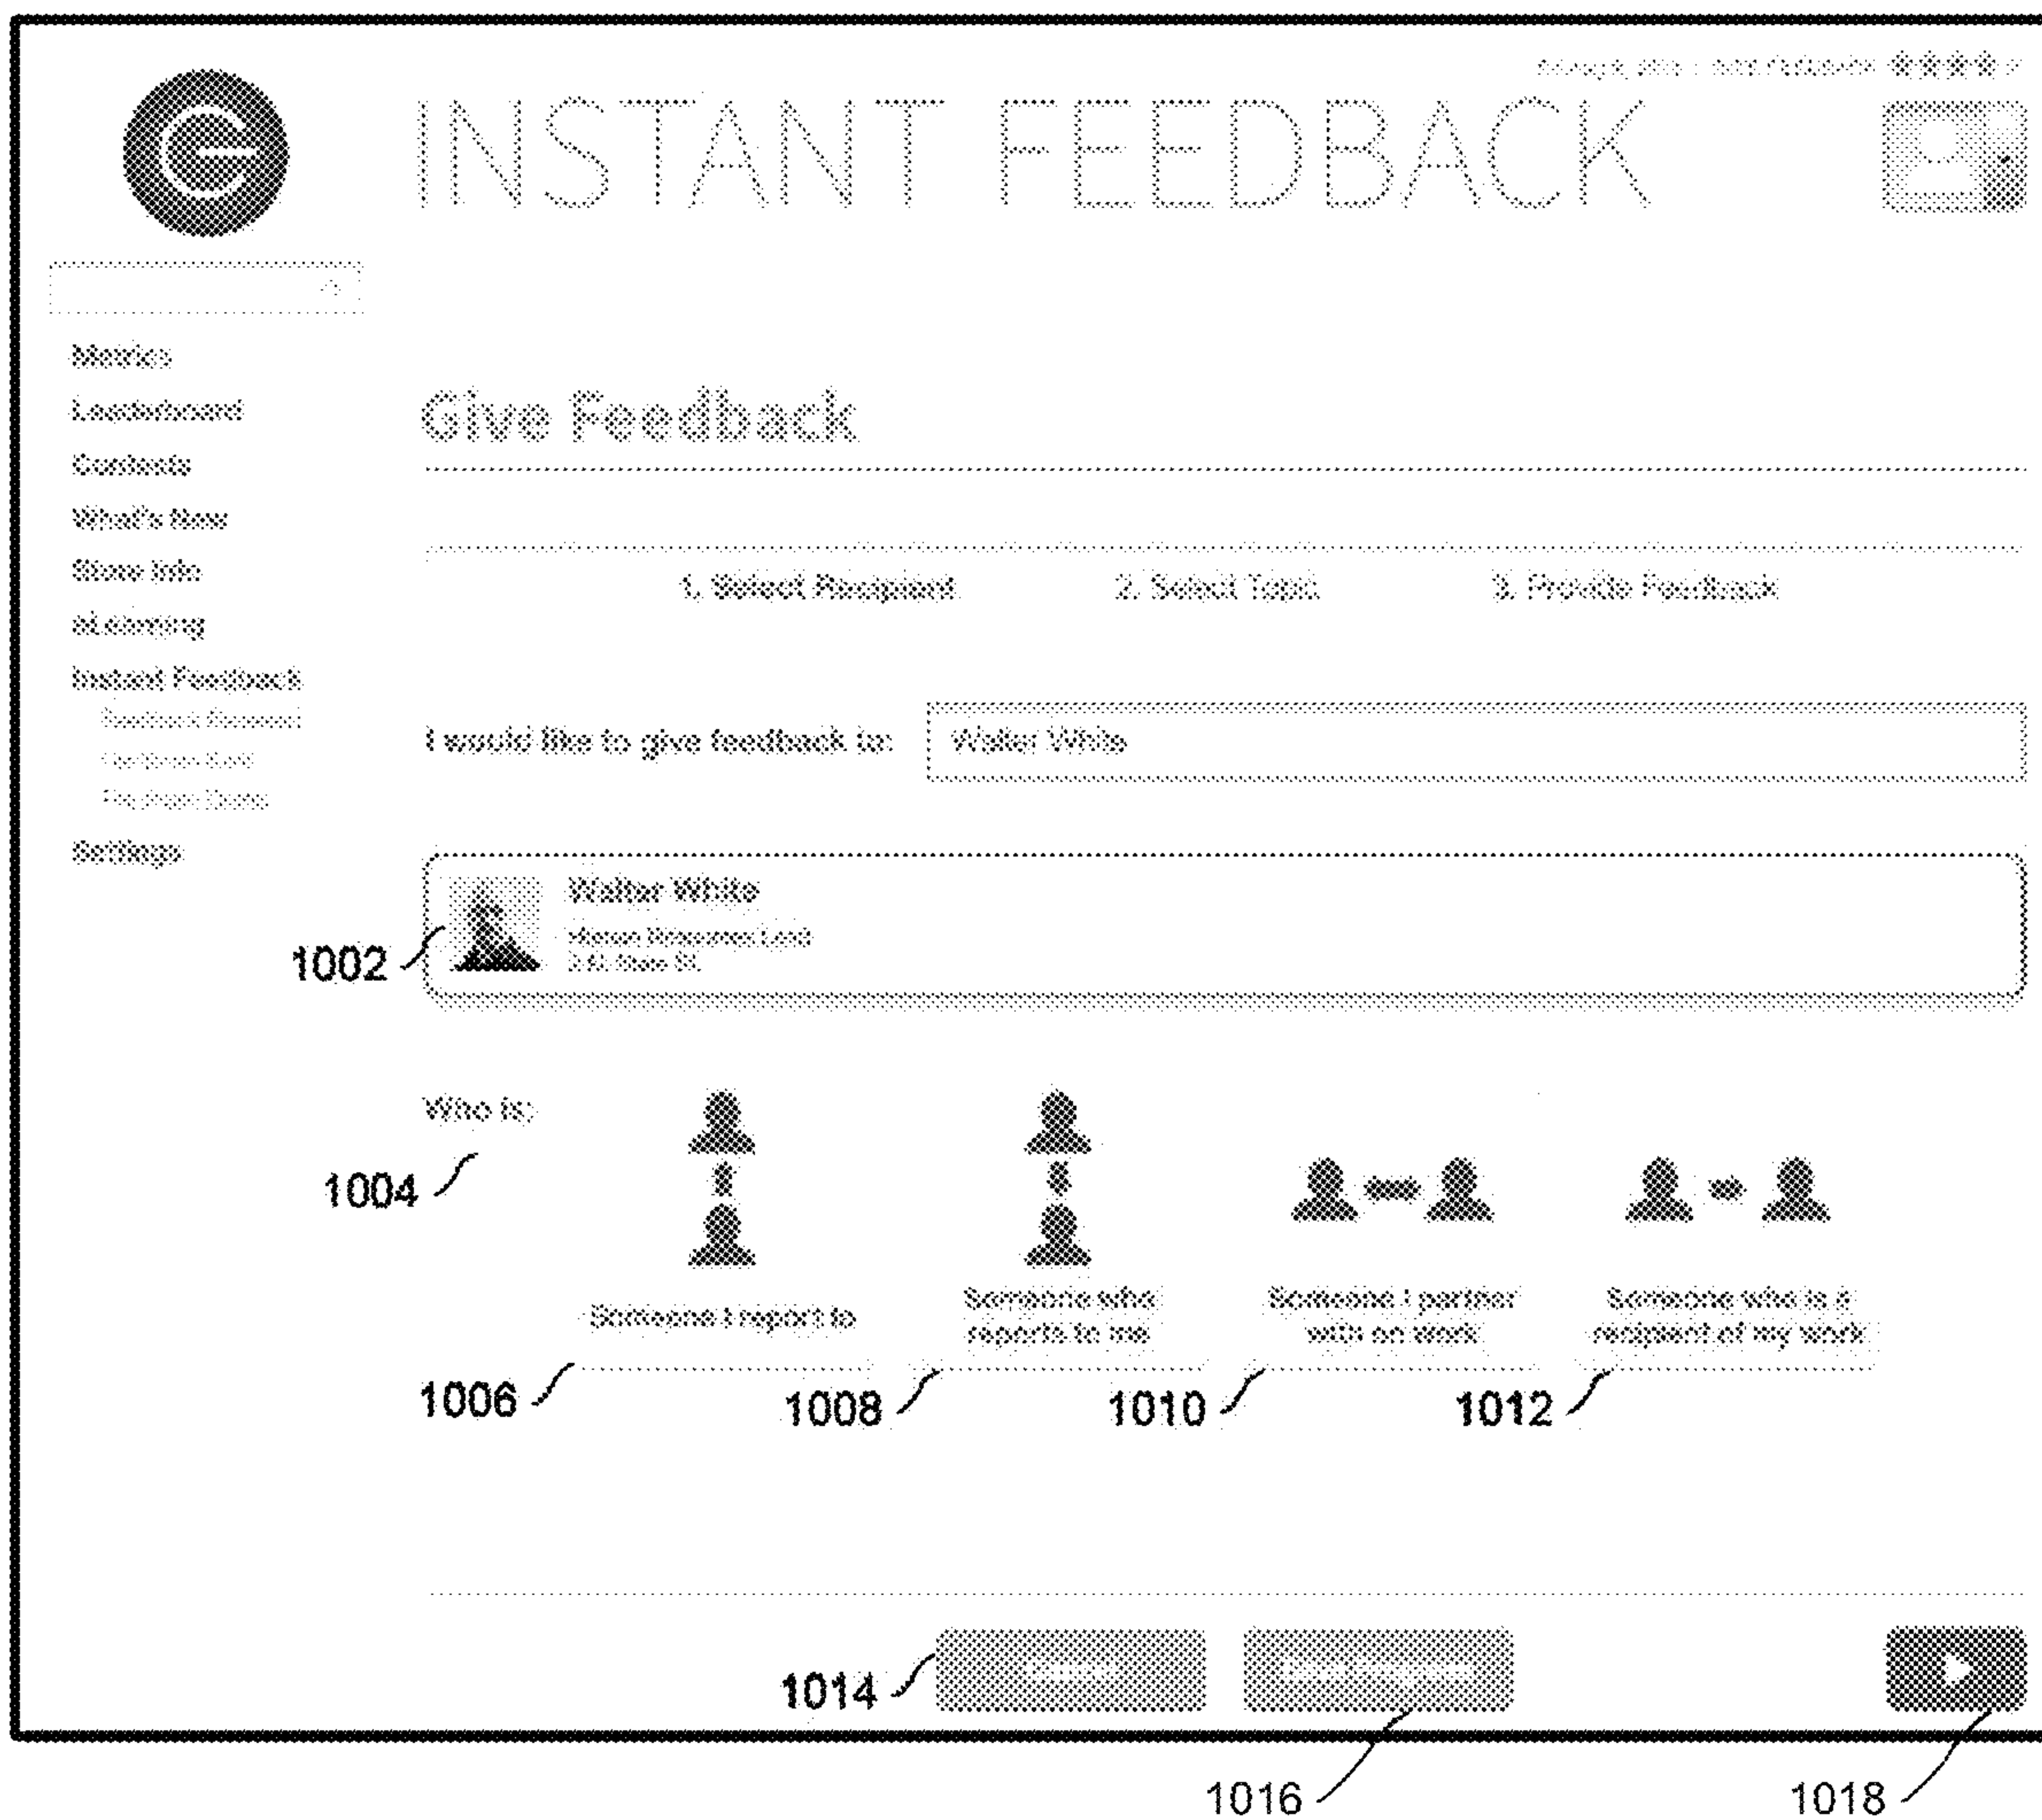 INSTANT FEEDBACK
Metrics
Leaderboard
Contests
What's New
Store Info
eLearning
Instant Feedback
Settings
Give Feedback
1. Select Recipient
2. Select Topic
3. Provide Feedback
I would like to give feedback to:
Walter White
Walter White
1002
Who is:
1004
Someone I report to
Someone who
reports to me
Someone I partner
with on work
Someone who is a
recipient of my work
1006
1008
1010
1012
1014
1016
1018